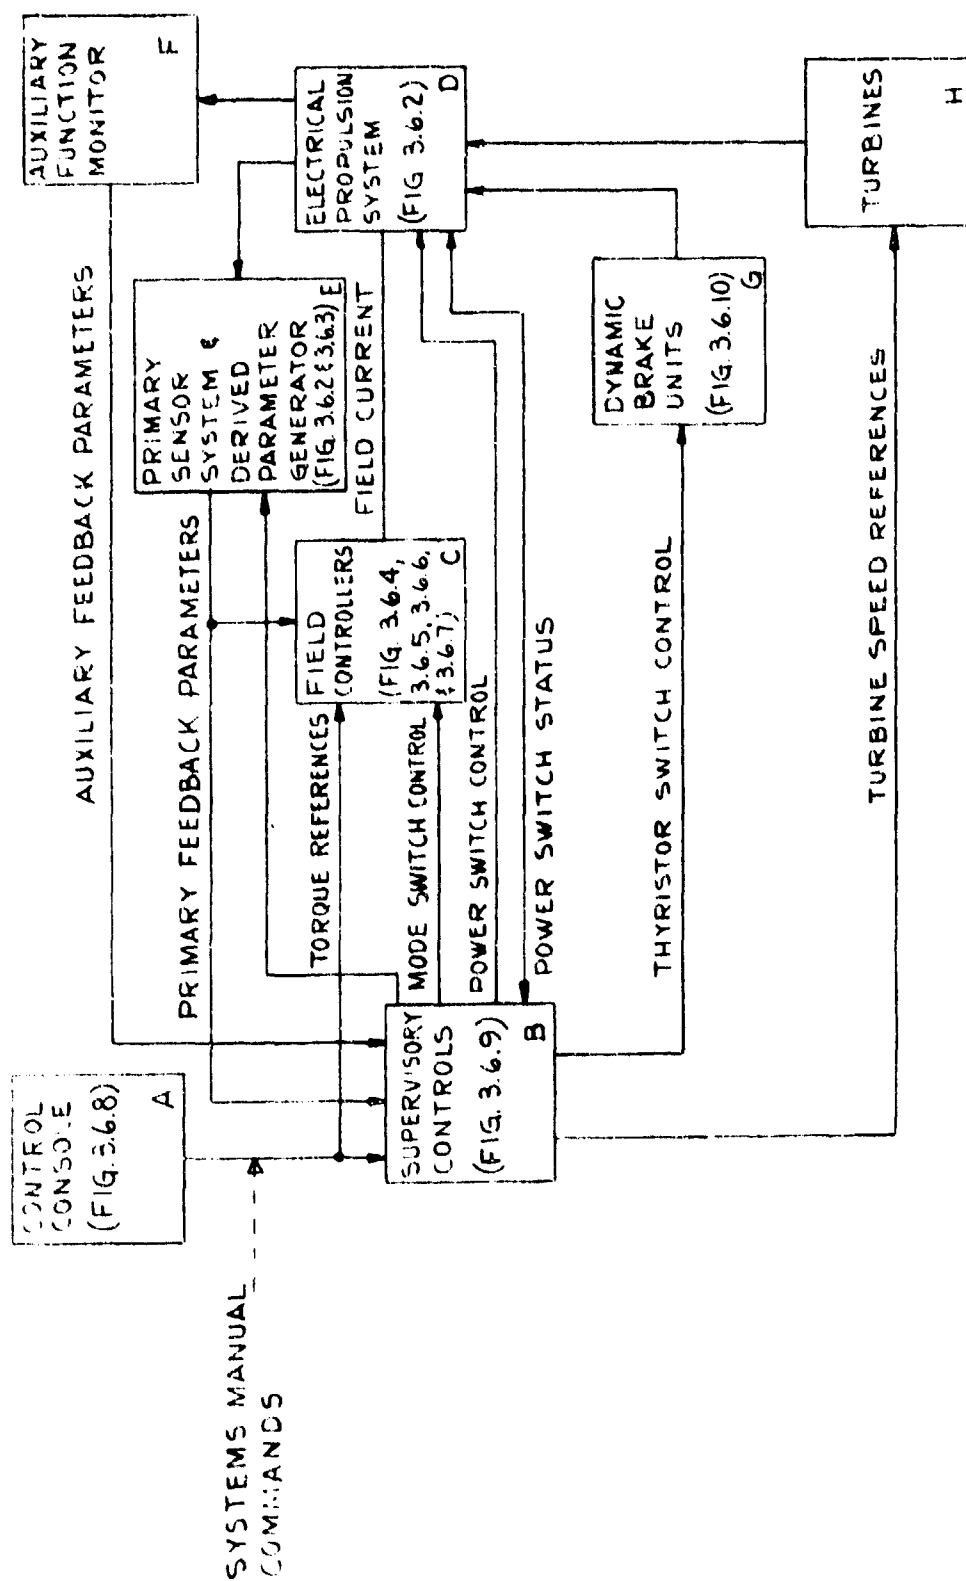 CONTROL
CONSOLE
(FIG. 3.6.8)
A
SYSTEMS MANUAL
COMMANDS
AUXILIARY FEEDBACK PARAMETERS
AUXILIARY
FUNCTION
MONITOR
F
PRIMARY FEEDBACK PARAMETERS
PRIMARY
SENSOR
SYSTEM &
DERIVED
PARAMETER
GENERATOR
(FIG. 3.6.2 & 3.6.3) E
TORQUE REFERENCES
FIELD
CONTROLLERS
(FIG. 3.6.4,
3.6.5, 3.6.6,
& 3.6.7) C
FIELD CURRENT
ELECTRICAL
PROPULSION
SYSTEM
(FIG 3.6.2)
D
SUPERVISORY
CONTROLS
(FIG. 3.6.9)
B
MODE SWITCH CONTROL
POWER SWITCH CONTROL
POWER SWITCH STATUS
THYRISTOR SWITCH CONTROL
DYNAMIC
BRAKE
UNITS
(FIG. 3.6.10)
G
TURBINE SPEED REFERENCES
TURBINES
H